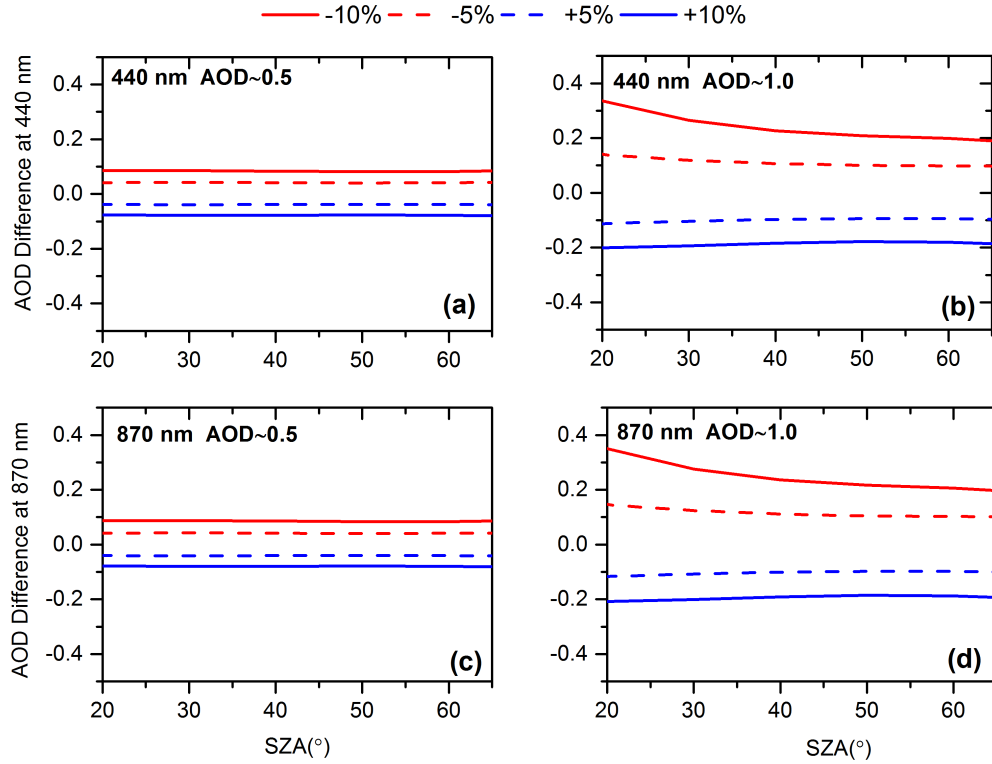 -10% -5% +5% +10%
440 nm AOD~0.5
440 nm AOD~1.0
AOD Difference at 440 nm
0.4
0.2
0.0
-0.2
-0.4
(a)
20 30 40 50 60
0.4
0.2
0.0
-0.2
-0.4
(b)
20 30 40 50 60
870 nm AOD~0.5
870 nm AOD~1.0
AOD Difference at 870 nm
0.4
0.2
0.0
-0.2
-0.4
(c)
20 30 40 50 60
SZA(°)
0.4
0.2
0.0
-0.2
-0.4
(d)
20 30 40 50 60
SZA(°)